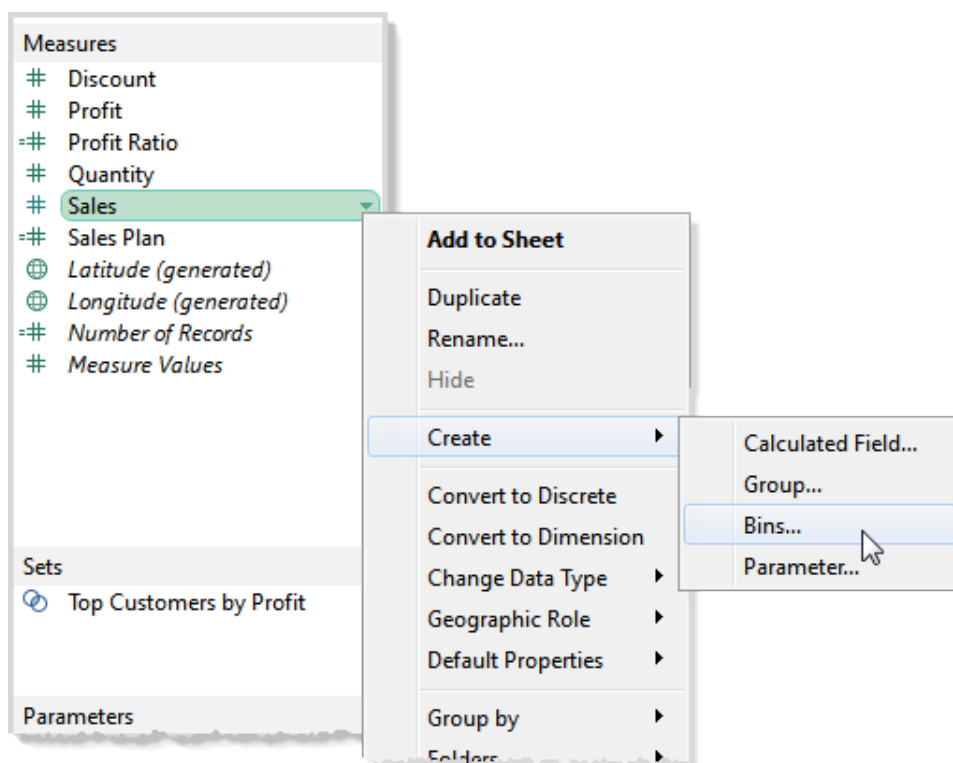 Measures
Discount
Profit
Profit Ratio
Quantity
Sales
Sales Plan
Latitude (generated)
Longitude (generated)
Number of Records
Measure Values
Sets
Top Customers by Profit
Parameters
Add to Sheet
Duplicate
Rename...
Hide
Create
Convert to Discrete
Convert to Dimension
Change Data Type
Geographic Role
Default Properties
Group by
Folders
Calculated Field...
Group...
Bins...
Parameter...